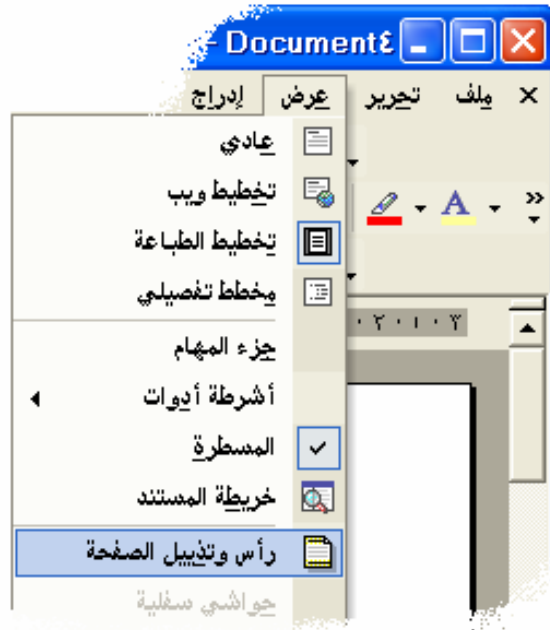 - Document٤
ملف تحرير عرض إدراج
عادي
تخطيط ويب
تخطيط الطباعة
مخطط تفصيلي
٢ ١ ٢
جزء المهام
أشرطة أدوات
المسطرة
خريطة المستند
رأس وتذييل الصفحة
حواشي سفلية